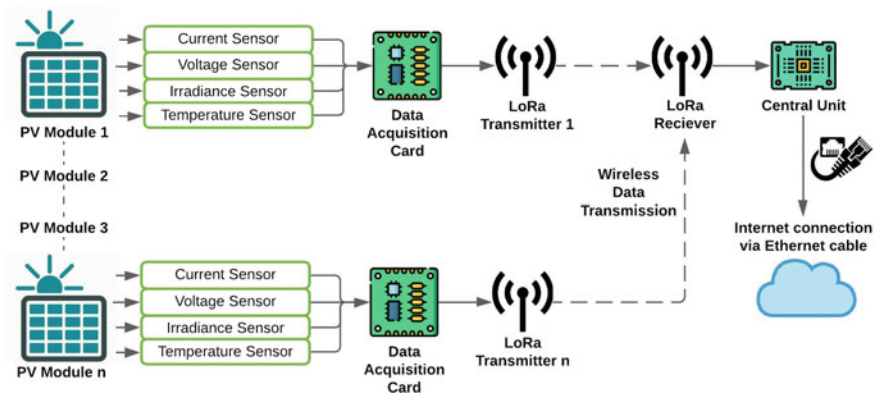 Current Sensor
Voltage Sensor
Irradiance Sensor
Temperature Sensor
PV Module 1
Data
Acquisition
Card
LoRa
Transmitter 1
LoRa
Reciever
Central Unit
PV Module 2
Wireless
Data
Transmission
PV Module 3
Internet connection
via Ethernet cable
Current Sensor
Voltage Sensor
Irradiance Sensor
Temperature Sensor
PV Module n
Data
Acquisition
Card
LoRa
Transmitter n